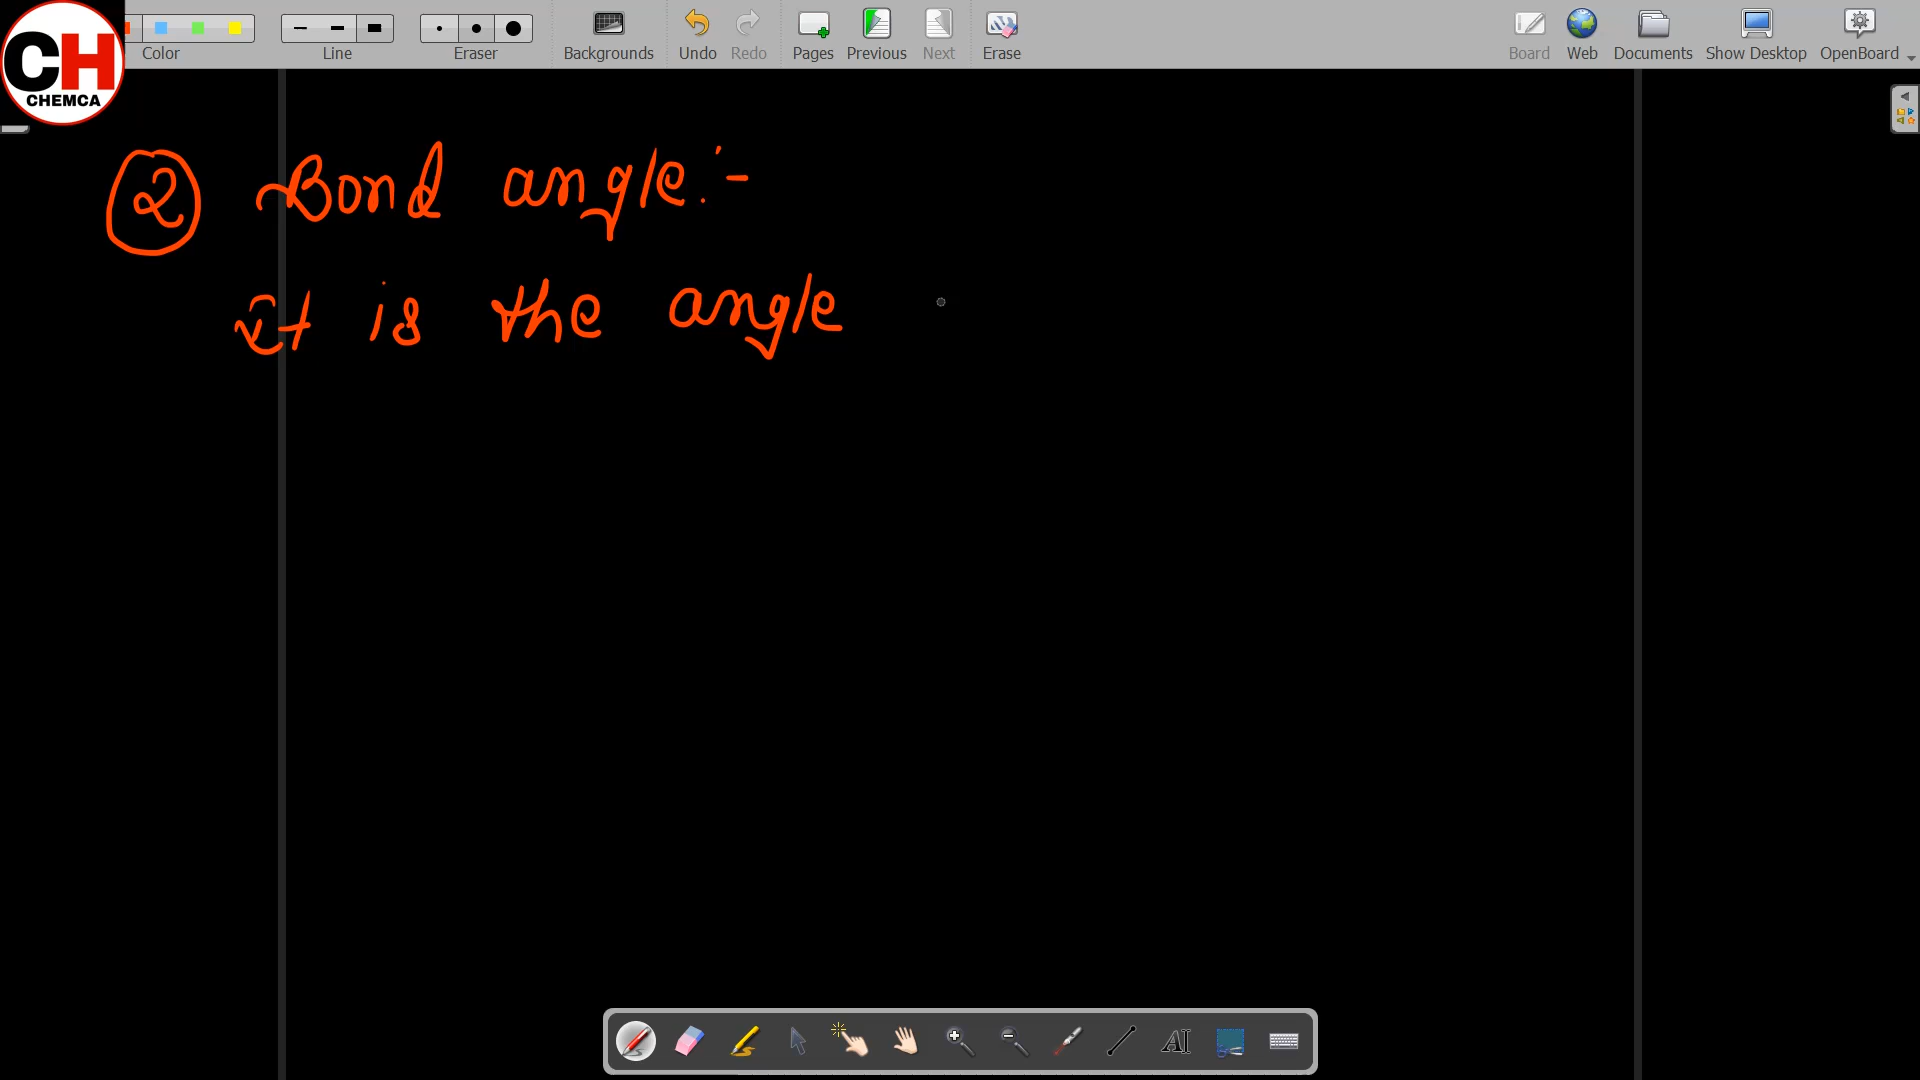 CH
CHEMCA
Color
Line
Eraser
Backgrounds
Undo
Redo
Pages
Previous
Next
Erase
Board
Web
Documents
Show Desktop
OpenBoard
② Bond angle :-
It is the angle
AI